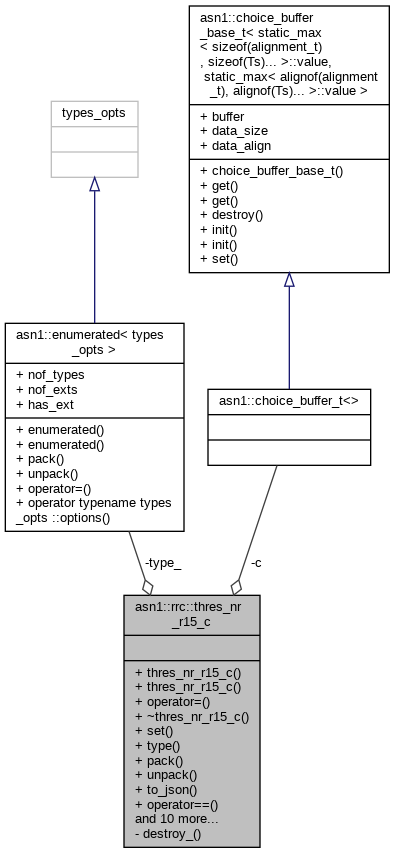 asn1::choice_buffer
_base_t< static_max
< sizeof(alignment_t)
, sizeof(Ts)... >::value,
static_max< alignof(alignment
_t), alignof(Ts)... >::value >
+ buffer
+ data_size
+ data_align
+ choice_buffer_base_t()
+ get()
+ get()
+ destroy()
+ init()
+ init()
+ set()
types_opts
asn1::enumerated< types
_opts >
+ nof_types
+ nof_exts
+ has_ext
+ enumerated()
+ enumerated()
+ pack()
+ unpack()
+ operator=()
+ operator typename types
_opts ::options()
asn1::choice_buffer_t<>
-type_
-c
asn1::rrc::thres_nr
_r15_c
+ thres_nr_r15_c()
+ thres_nr_r15_c()
+ operator=()
+ ~thres_nr_r15_c()
+ set()
+ type()
+ pack()
+ unpack()
+ to_json()
+ operator==()
and 10 more...
- destroy_()